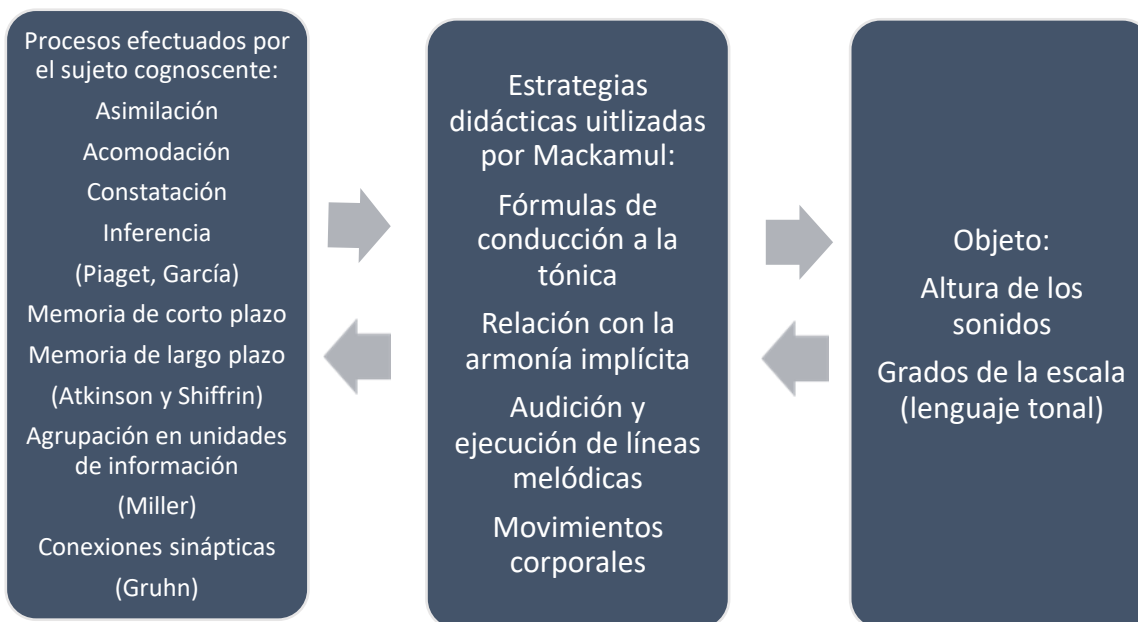 Procesos efectuados por
el sujeto cognoscente:
Asimilación
Acomodación
Constatación
Inferencia
(Piaget, García)
Memoria de corto plazo
Memoria de largo plazo
(Atkinson y Shiffrin)
Agrupación en unidades
de información
(Miller)
Conexiones sinápticas
(Gruhn)
Estrategias
didácticas uitlizadas
por Mackamul:
Fórmulas de
conducción a la
tónica
Relación con la
armonía implícita
Audición y
ejecución de líneas
melódicas
Movimientos
corporales
Objeto:
Altura de los
sonidos
Grados de la escala
(lenguaje tonal)